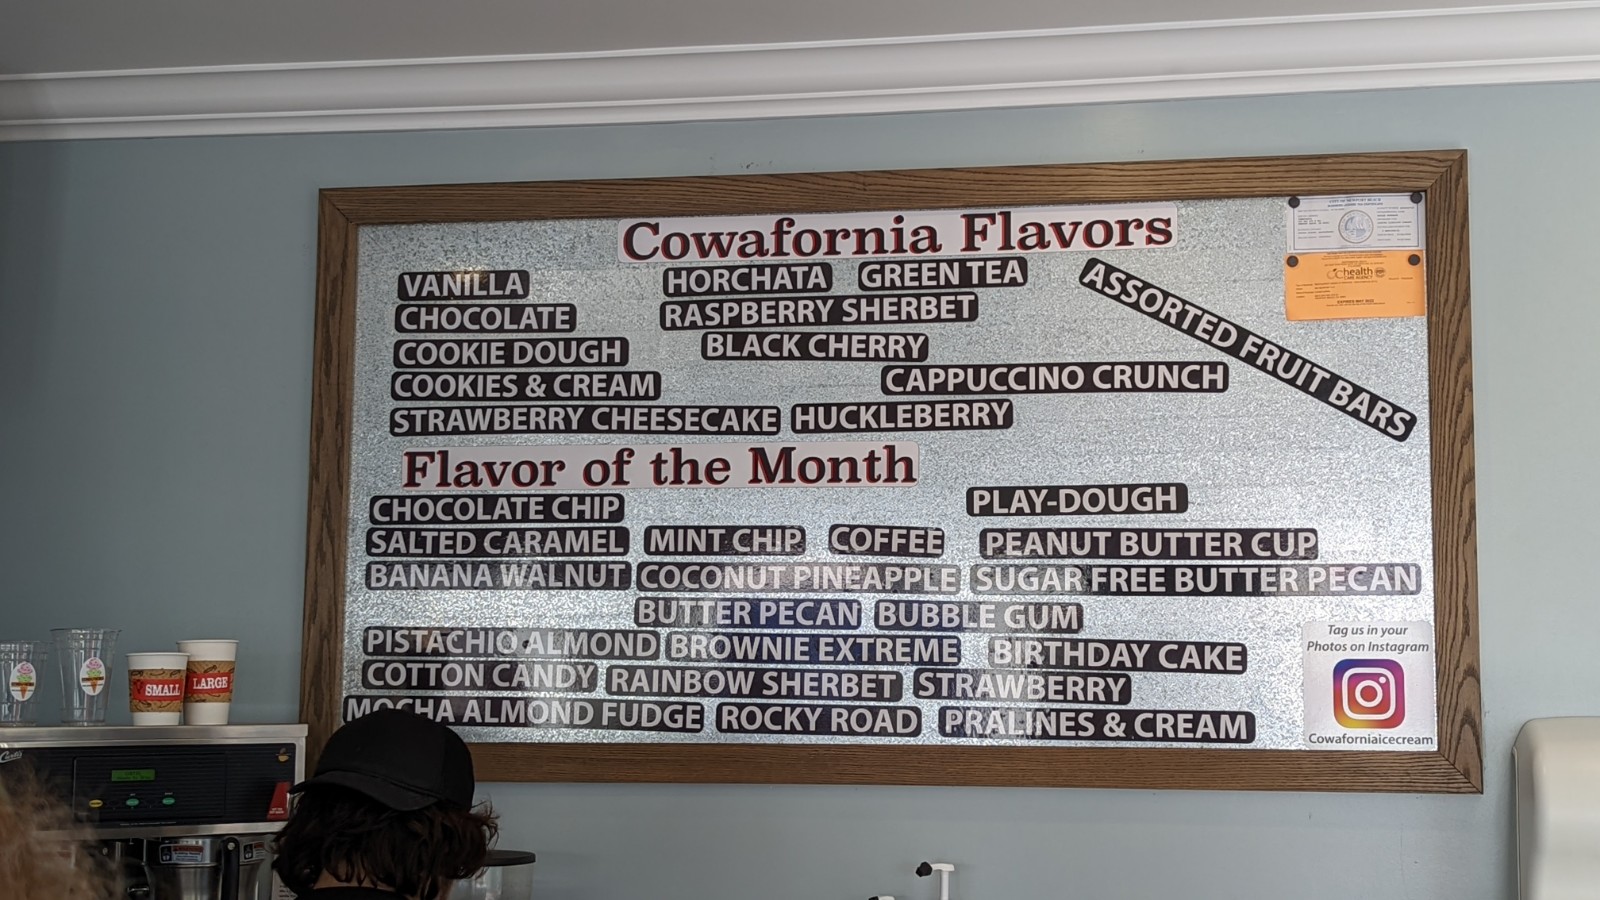 Cowafornia Flavors
VANILLA
HORCHATA
GREEN TEA
ASSORTED FRUIT BARS
CHOCOLATE
RASPBERRY SHERBET
COOKIE DOUGH
BLACK CHERRY
COOKIES & CREAM
CAPPUCCINO CRUNCH
STRAWBERRY CHEESECAKE
HUCKLEBERRY
Flavor of the Month
CHOCOLATE CHIP
PLAY-DOUGH
SALTED CARAMEL
MINT CHIP
COFFEE
PEANUT BUTTER CUP
BANANA WALNUT
COCONUT PINEAPPLE
SUGAR FREE BUTTER PECAN
BUTTER PECAN
BUBBLE GUM
PISTACHIO ALMOND
BROWNIE EXTREME
BIRTHDAY CAKE
COTTON CANDY
RAINBOW SHERBET
STRAWBERRY
MOCHA ALMOND FUDGE
ROCKY ROAD
PRALINES & CREAM
Tag us in your
Photos on Instagram
Cowaforniaicecream
health
SMALL
LARGE